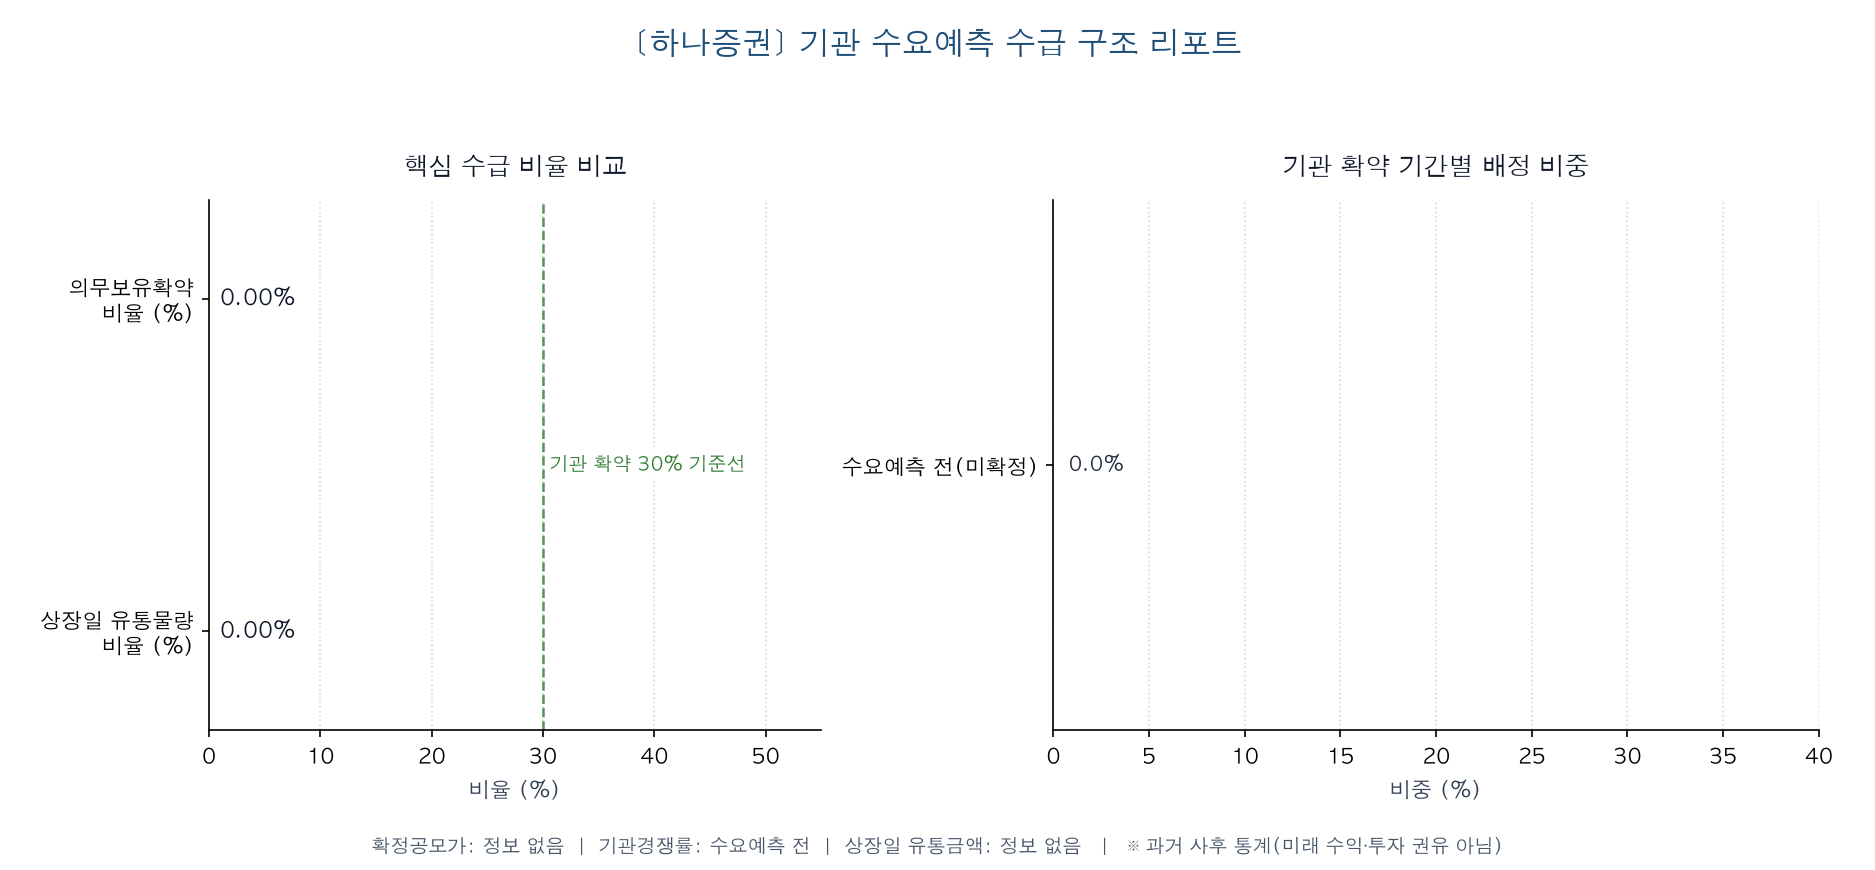 〔하나증권〕 기관 수요예측 수급 구조 리포트
핵심 수급 비율 비교
의무보유확약
비율 (%)
0.00%
기관 확약 30% 기준선
상장일 유통물량
비율 (%)
0.00%
0 10 20 30 40 50
비율 (%)
기관 확약 기간별 배정 비중
수요예측 전(미확정)
0.0%
0 5 10 15 20 25 30 35 40
비중 (%)
확정공모가: 정보 없음 | 기관경쟁률: 수요예측 전 | 상장일 유통금액: 정보 없음 | ※ 과거 사후 통계(미래 수익·투자 권유 아님)